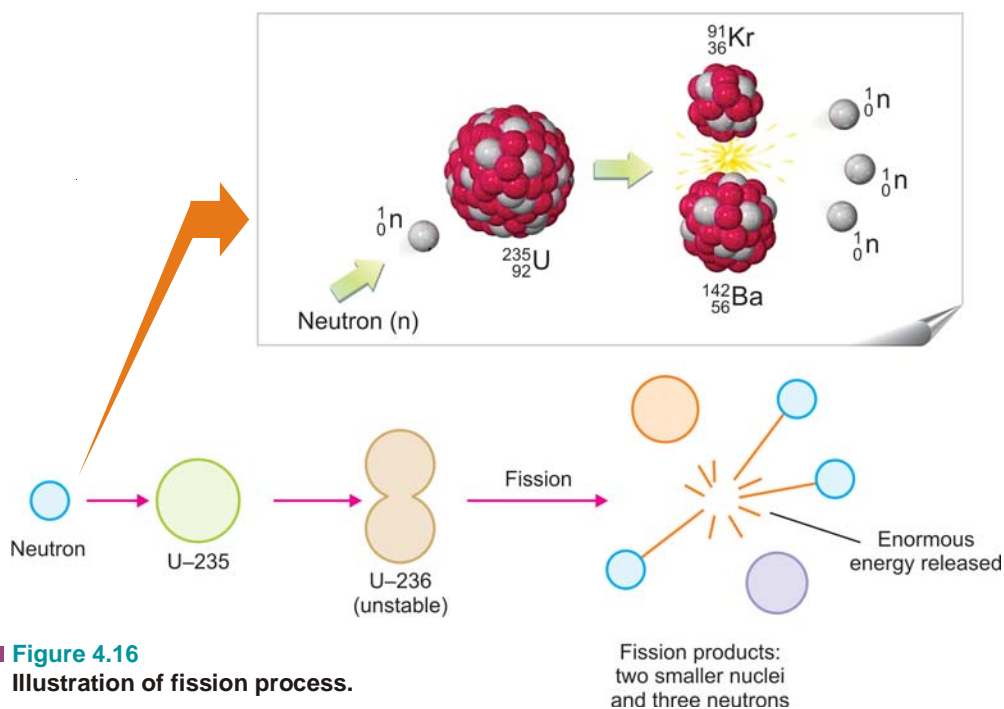 91
36Kr
1
0n
1
0n
1
0n
1
0n
235
92U
142
56Ba
Neutron (n)
Fission
Neutron
U–235
U–236
(unstable)
Enormous
energy released
Fission products:
two smaller nuclei
and three neutrons
Figure 4.16
Illustration of fission process.